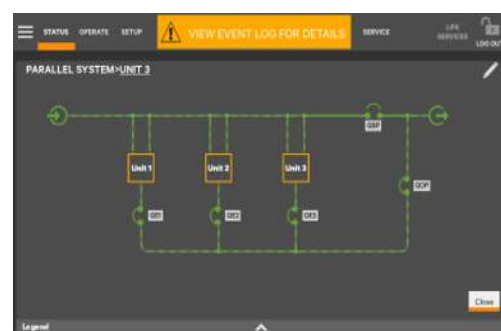 STATUS OPERATE SETUP VIEW EVENT LOG FOR DETAILS SERVICE LIFE SERVICES LOG OUT
PARALLEL SYSTEM>UNIT 3
QBP
Unit 1 Unit 2 Unit 3
QOP
QE1 QE2 QE3
Close
Legend